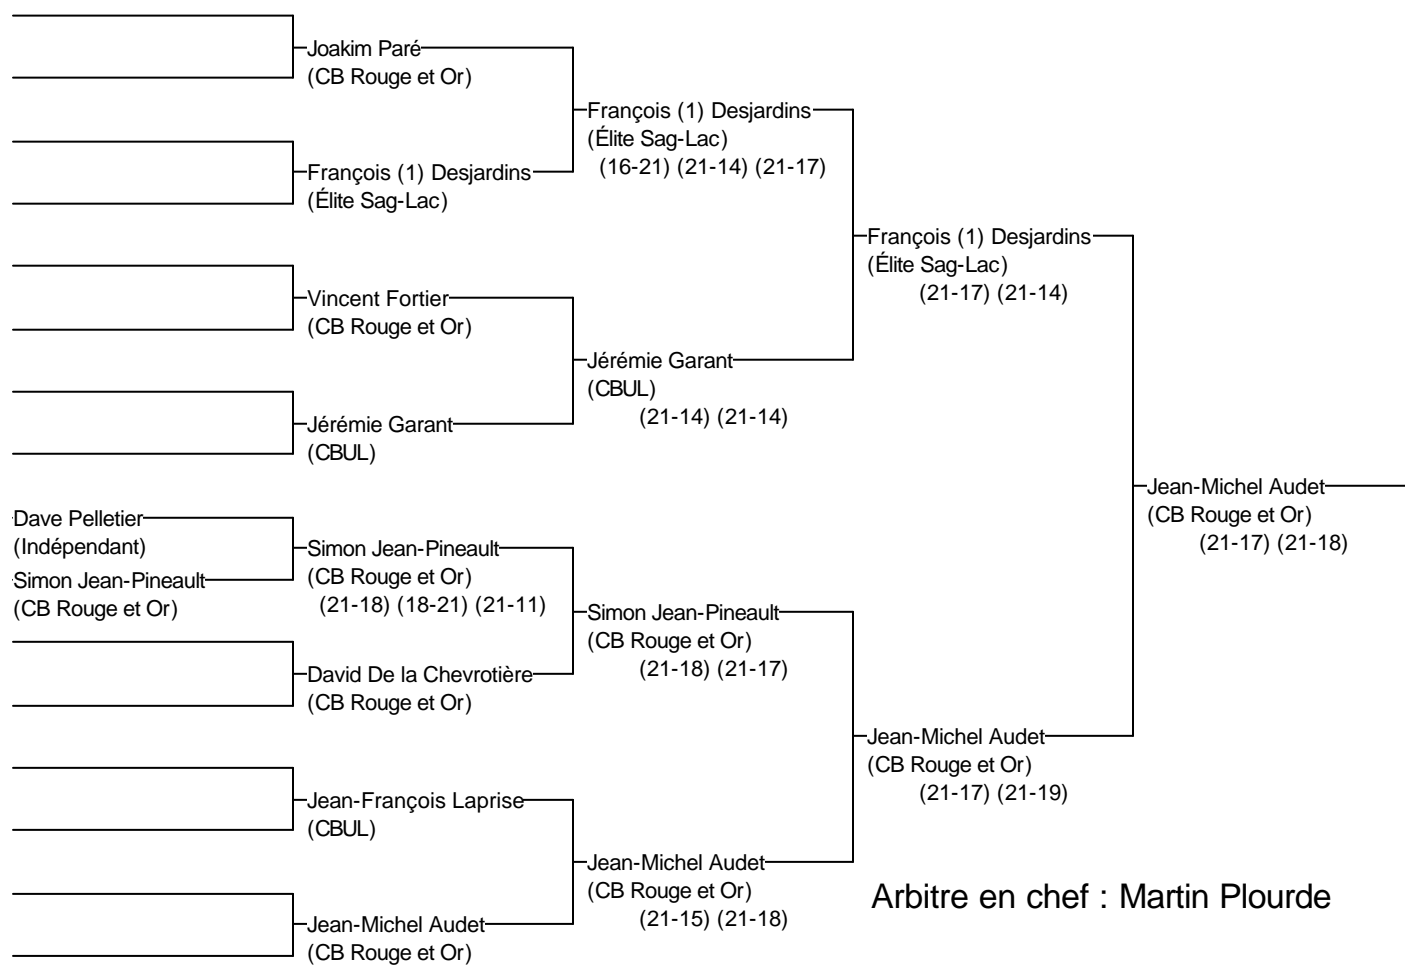 Joakim Paré
(CB Rouge et Or)
François (1) Desjardins
(Élite Sag-Lac)
(16-21) (21-14) (21-17)
François (1) Desjardins
(Élite Sag-Lac)
François (1) Desjardins
(Élite Sag-Lac)
(21-17) (21-14)
Vincent Fortier
(CB Rouge et Or)
Jérémie Garant
(CBUL)
(21-14) (21-14)
Jérémie Garant
(CBUL)
Jean-Michel Audet
(CB Rouge et Or)
(21-17) (21-18)
Dave Pelletier
(Indépendant)
Simon Jean-Pineault
(CB Rouge et Or)
Simon Jean-Pineault
(CB Rouge et Or)
(21-18) (18-21) (21-11)
Simon Jean-Pineault
(CB Rouge et Or)
(21-18) (21-17)
David De la Chevrotière
(CB Rouge et Or)
Jean-Michel Audet
(CB Rouge et Or)
(21-17) (21-19)
Jean-François Laprise
(CBUL)
Jean-Michel Audet
(CB Rouge et Or)
(21-15) (21-18)
Jean-Michel Audet
(CB Rouge et Or)
Arbitre en chef : Martin Plourde